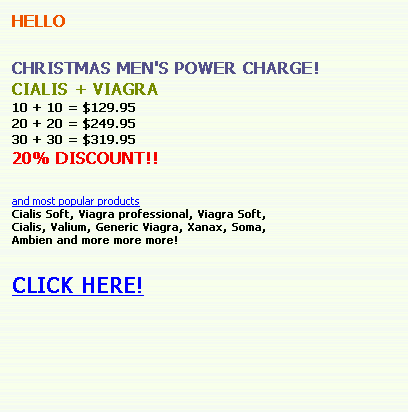 HELLO
CHRISTMAS MEN'S POWER CHARGE!
CIALIS + VIAGRA
10 + 10 = $129.95
20 + 20 = $249.95
30 + 30 = $319.95
20% DISCOUNT!!
and most popular products
Cialis Soft, Viagra professional, Viagra Soft,
Cialis, Valium, Generic Viagra, Xanax, Soma,
Ambien and more more more!
CLICK HERE!